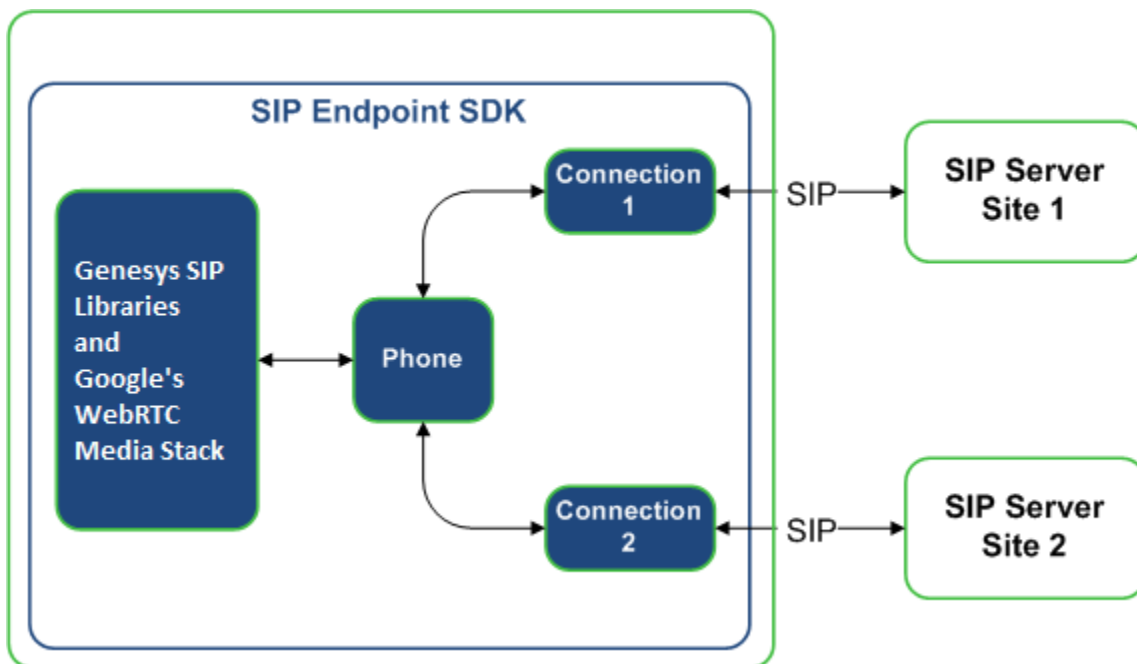 SIP Endpoint SDK
Genesys SIP
Libraries
and
Google's
WebRTC
Media Stack
Phone
Connection
1
SIP
SIP Server
Site 1
Connection
2
SIP
SIP Server
Site 2